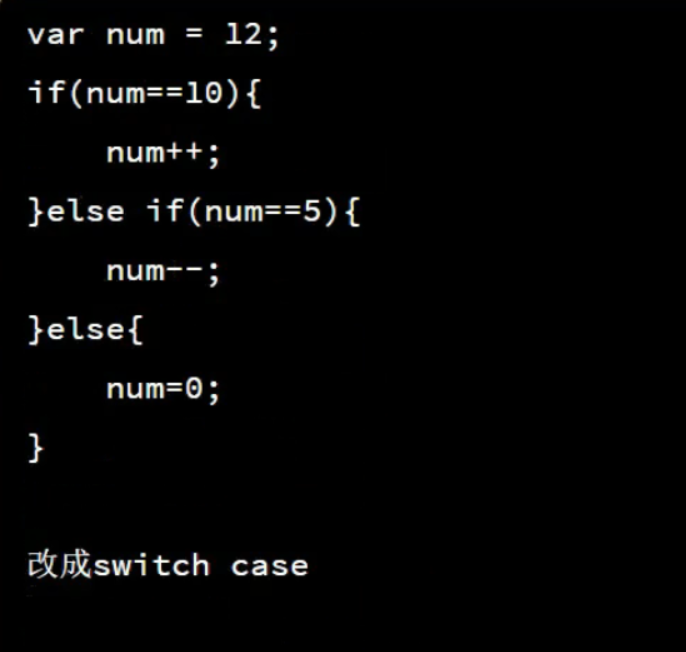 var num = 12;
if(num==10){
    num++;
}else if(num==5){
    num--;
}else{
    num=0;
}
改成switch case